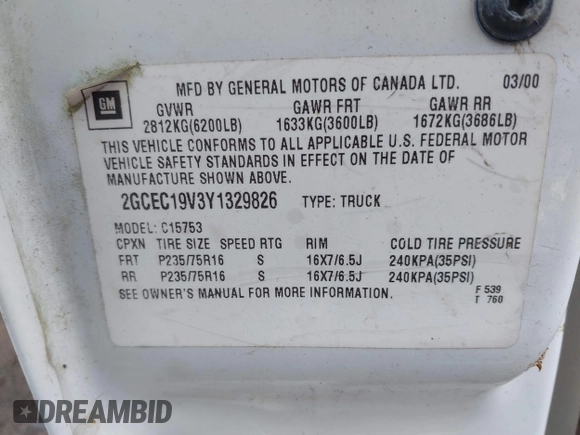 GM
MFD BY GENERAL MOTORS OF CANADA LTD. 03/00
GVWR GAWR FRT GAWR RR
2812KG(6200LB) 1633KG(3600LB) 1672KG(3686LB)
THIS VEHICLE CONFORMS TO ALL APPLICABLE U.S. FEDERAL MOTOR
VEHICLE SAFETY STANDARDS IN EFFECT ON THE DATE OF
MANUFACTURE SHOWN ABOVE.
2GCEC19V3Y1329826 TYPE: TRUCK
MODEL: C15753
CPXN TIRE SIZE SPEED RTG RIM COLD TIRE PRESSURE
FRT P235/75R16 S 16X7/6.5J 240KPA(35PSI)
RR P235/75R16 S 16X7/6.5J 240KPA(35PSI)
SEE OWNER'S MANUAL FOR MORE INFORMATION. F 539
T 760
DREAMBID